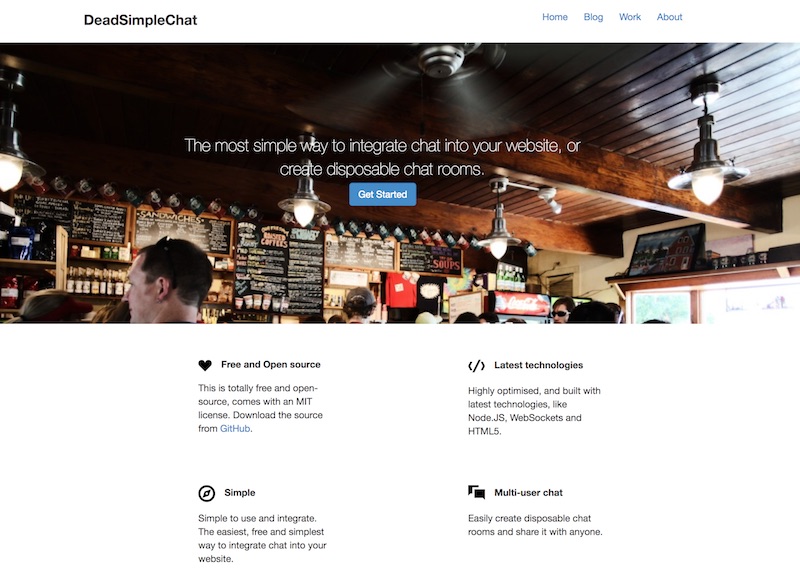 DeadSimpleChat
Home Blog Work About
The most simple way to integrate chat into your website, or
create disposable chat rooms.
Get Started
SANDWICHES
COFFEES
SOUPS
Coca-Cola
Free and Open source
This is totally free and open-
source, comes with an MIT
license. Download the source
from GitHub.
Latest technologies
Highly optimised, and built with
latest technologies, like
Node.JS, WebSockets and
HTML5.
Simple
Simple to use and integrate.
The easiest, free and simplest
way to integrate chat into your
website.
Multi-user chat
Easily create disposable chat
rooms and share it with anyone.